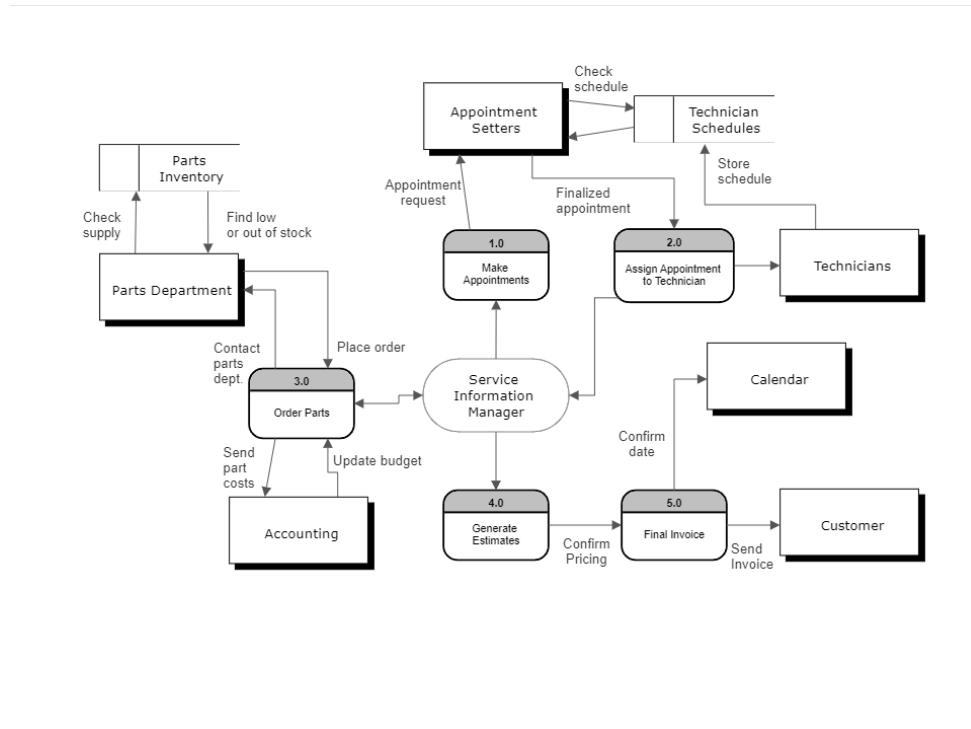 Check
schedule
Appointment
Setters
Technician
Schedules
Parts
Inventory
Store
schedule
Appointment
request
Finalized
appointment
Check
supply
Find low
or out of stock
1.0
Make
Appointments
2.0
Assign Appointment
to Technician
Technicians
Parts Department
Contact
parts
dept.
Place order
Service
Information
Manager
Calendar
3.0
Order Parts
Confirm
date
Send
part
costs
Update budget
4.0
Generate
Estimates
5.0
Final Invoice
Customer
Accounting
Confirm
Pricing
Send
Invoice